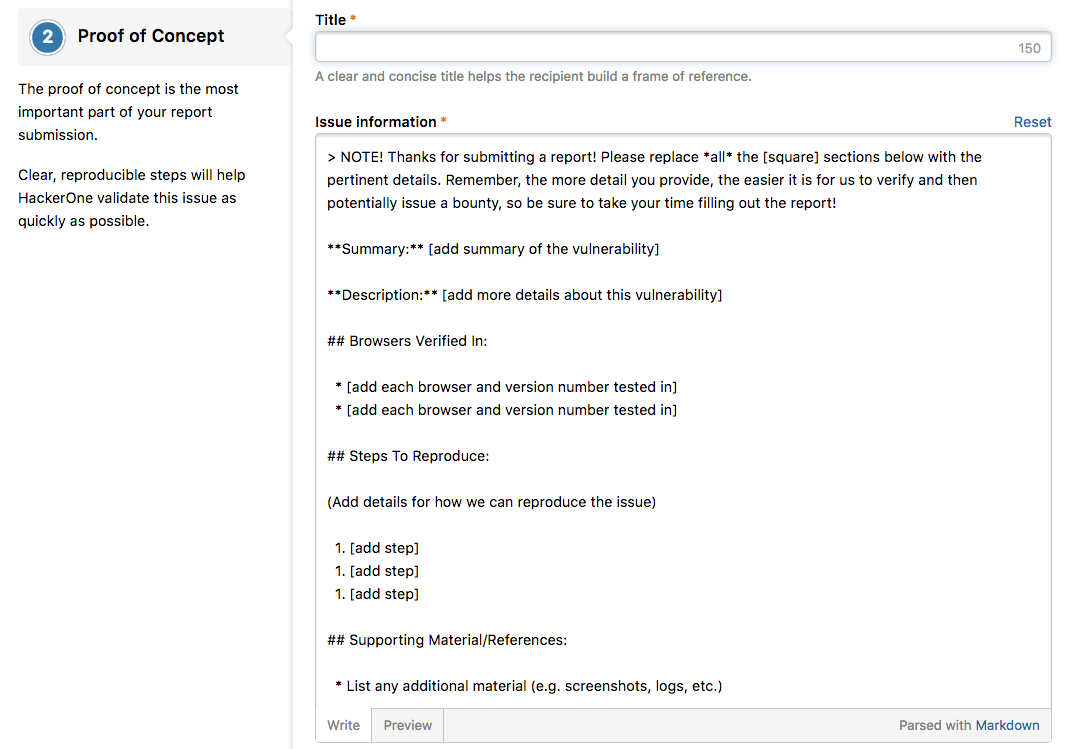 2 Proof of Concept
The proof of concept is the most
important part of your report
submission.
Clear, reproducible steps will help
HackerOne validate this issue as
quickly as possible.
Title *
150
A clear and concise title helps the recipient build a frame of reference.
Issue information * Reset
> NOTE! Thanks for submitting a report! Please replace *all* the [square] sections below with the
pertinent details. Remember, the more detail you provide, the easier it is for us to verify and then
potentially issue a bounty, so be sure to take your time filling out the report!
**Summary:** [add summary of the vulnerability]
**Description:** [add more details about this vulnerability]
## Browsers Verified In:
* [add each browser and version number tested in]
* [add each browser and version number tested in]
## Steps To Reproduce:
(Add details for how we can reproduce the issue)
1. [add step]
1. [add step]
1. [add step]
## Supporting Material/References:
* List any additional material (e.g. screenshots, logs, etc.)
Write Preview Parsed with Markdown